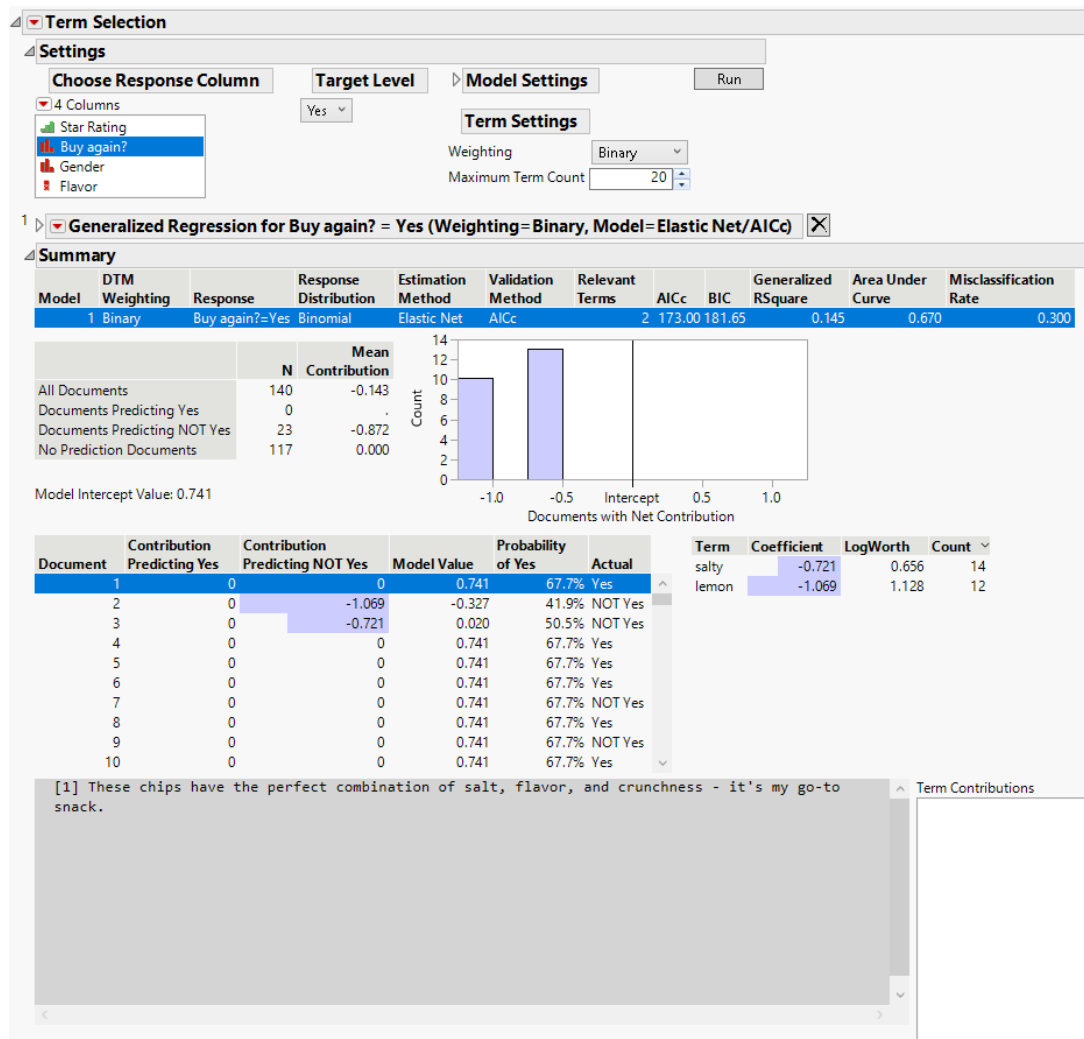 Term Selection
Settings
Choose Response Column Target Level Model Settings Run
4 Columns Yes
Star Rating
Buy again?
Gender
Flavor
Term Settings
Weighting Binary
Maximum Term Count 20
1 Generalized Regression for Buy again? = Yes (Weighting=Binary, Model=Elastic Net/AICc)
Summary
DTM Response Estimation Validation Relevant Generalized Area Under Misclassification
Model Weighting Response Distribution Method Method Terms AICc BIC RSquare Curve Rate
1 Binary Buy again?=Yes Binomial Elastic Net AICc 2 173.00 181.65 0.145 0.670 0.300
Mean
N Contribution
All Documents 140 -0.143
Documents Predicting Yes 0 .
Documents Predicting NOT Yes 23 -0.872
No Prediction Documents 117 0.000
Model Intercept Value: 0.741
Count
14
12
10
8
6
4
2
0
-1.0 -0.5 Intercept 0.5 1.0
Documents with Net Contribution
Contribution Contribution Probability
Document Predicting Yes Predicting NOT Yes Model Value of Yes Actual
1 0 0 0.741 67.7% Yes
2 0 -1.069 -0.327 41.9% NOT Yes
3 0 -0.721 0.020 50.5% NOT Yes
4 0 0 0.741 67.7% Yes
5 0 0 0.741 67.7% Yes
6 0 0 0.741 67.7% Yes
7 0 0 0.741 67.7% NOT Yes
8 0 0 0.741 67.7% Yes
9 0 0 0.741 67.7% NOT Yes
10 0 0 0.741 67.7% Yes
Term Coefficient LogWorth Count
salty -0.721 0.656 14
lemon -1.069 1.128 12
[1] These chips have the perfect combination of salt, flavor, and crunchness - it's my go-to
snack.
Term Contributions